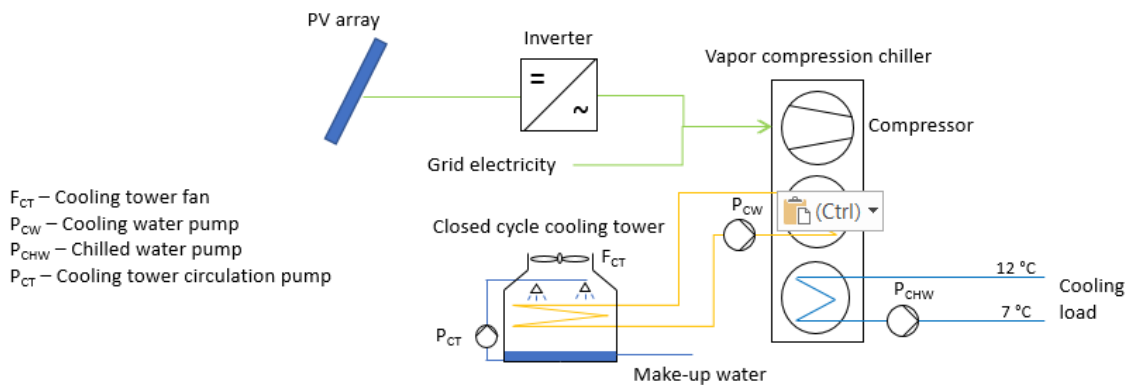 PV array
Inverter
=
~
Vapor compression chiller
Compressor
Grid electricity
F_CT – Cooling tower fan
P_CW – Cooling water pump
P_CHW – Chilled water pump
P_CT – Cooling tower circulation pump
Closed cycle cooling tower
F_CT
P_CW
(Ctrl)
P_CT
12 °C
P_CHW
7 °C
Cooling
load
Make-up water